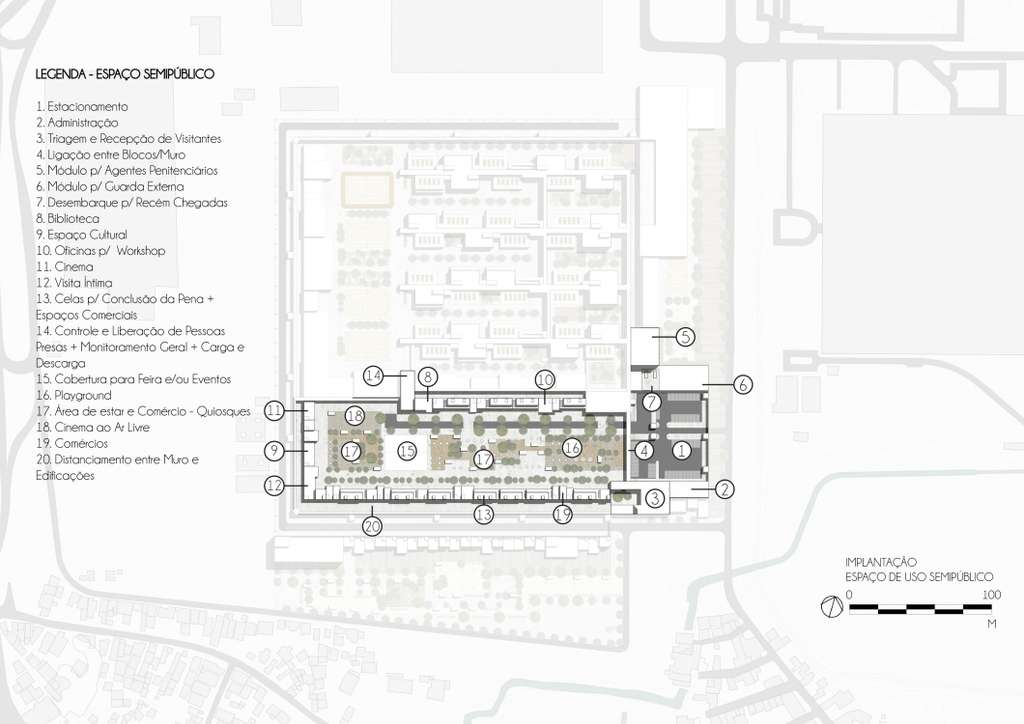 LEGENDA - ESPAÇO SEMIPÚBLICO
1. Estacionamento
2. Administração
3. Triagem e Recepção de Visitantes
4. Ligação entre Blocos/Muro
5. Módulo p/ Agentes Penitenciários
6. Módulo p/ Guarda Externa
7. Desembarque p/ Recém Chegadas
8. Biblioteca
9. Espaço Cultural
10. Oficinas p/ Workshop
11. Cinema
12. Visita Íntima
13. Celas p/ Conclusão da Pena +
Espaços Comerciais
14. Controle e Liberação de Pessoas
Presas + Monitoramento Geral + Carga e
Descarga
15. Cobertura para Feira e/ou Eventos
16. Playground
17. Área de estar e Comércio - Quiosques
18. Cinema ao Ar Livre
19. Comércios
20. Distanciamento entre Muro e
Edificações
5
14
8
10
6
7
11
18
9
17
15
17
16
4
1
12
13
19
3
2
20
IMPLANTAÇÃO
ESPAÇO DE USO SEMIPÚBLICO
0 100
M